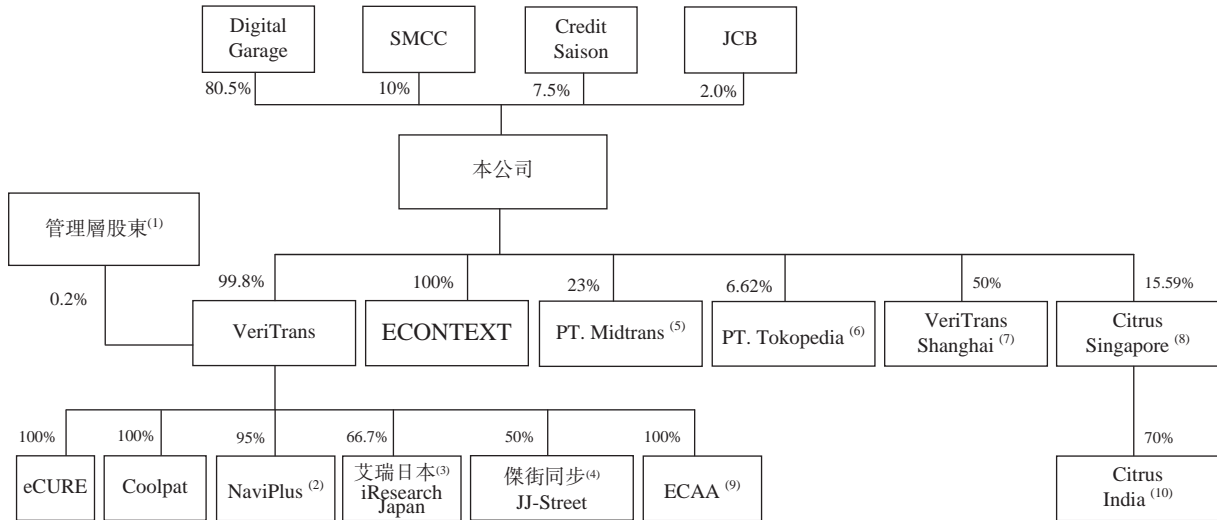 Digital
Garage
SMCC
Credit
Saison
JCB
80.5%
10%
7.5%
2.0%
本公司
管理層股東(1)
0.2%
99.8%
100%
23%
6.62%
50%
15.59%
VeriTrans
ECONTEXT
PT. Midtrans (5)
PT. Tokopedia (6)
VeriTrans
Shanghai (7)
Citrus
Singapore (8)
100%
100%
95%
66.7%
50%
100%
70%
eCURE
Coolpat
NaviPlus (2)
艾瑞日本(3)
iResearch
Japan
傑街同步(4)
JJ-Street
ECAA (9)
Citrus
India (10)